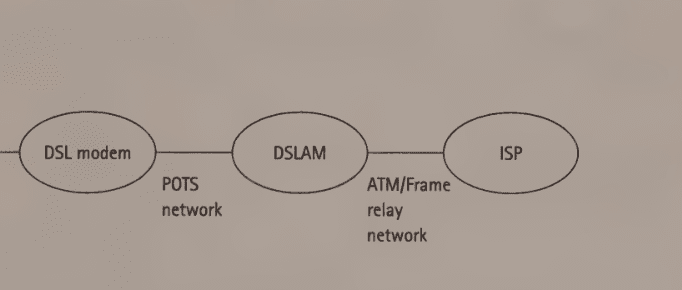 DSL modem
DSLAM
ISP
POTS
network
ATM/Frame
relay
network